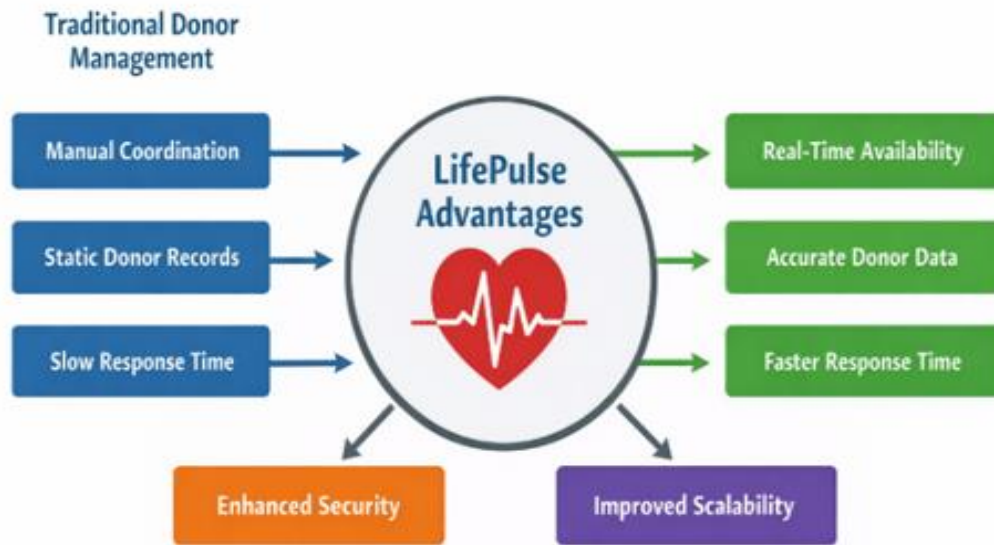 Traditional Donor
Management
Manual Coordination
Static Donor Records
Slow Response Time
LifePulse
Advantages
Real-Time Availability
Accurate Donor Data
Faster Response Time
Enhanced Security
Improved Scalability